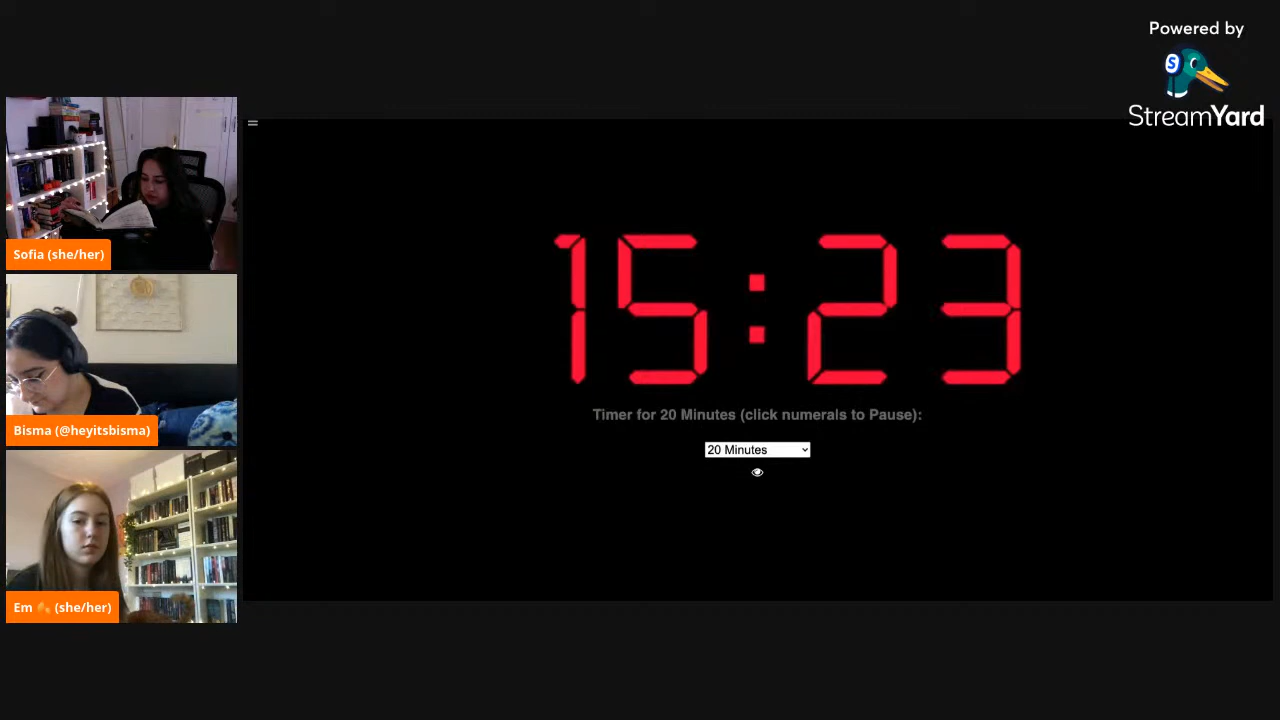 Powered by
S
StreamYard
Sofia (she/her)
Bisma (@heyitsbisma)
Em 🍂 (she/her)
15:23
Timer for 20 Minutes (click numerals to Pause):
20 Minutes